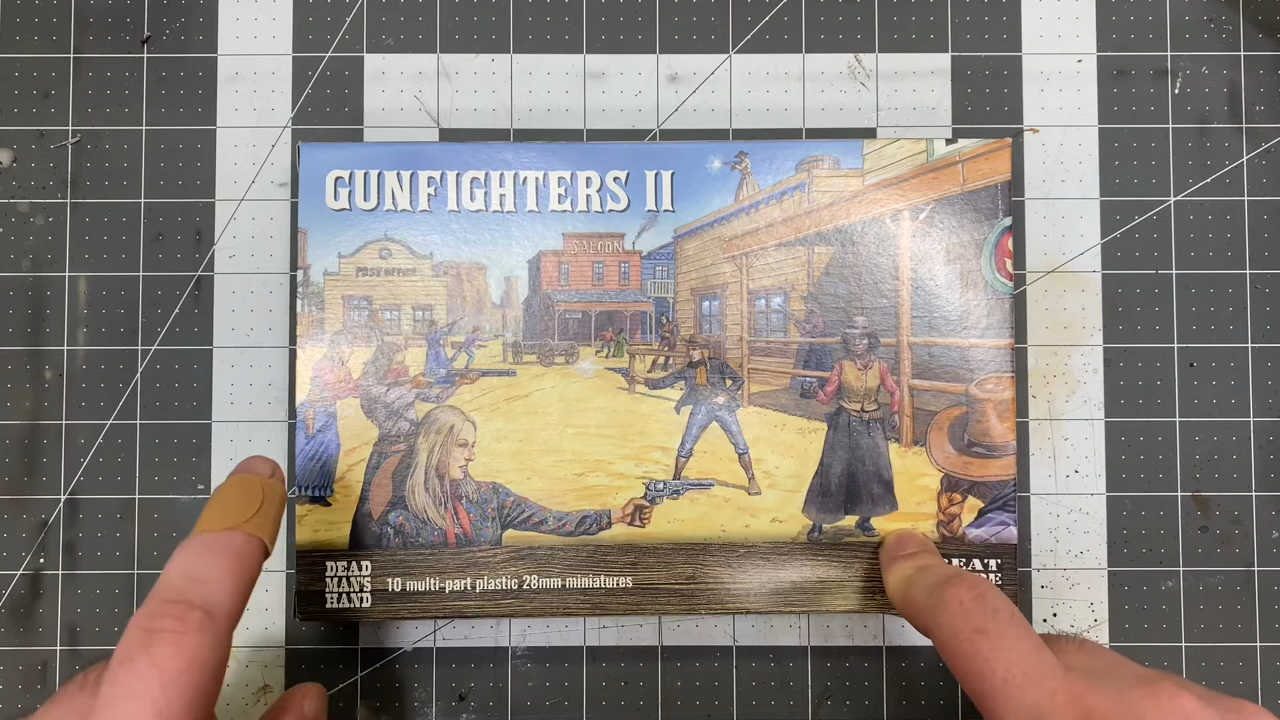 GUNFIGHTERS II
SALOON
POST OFFICE
DEAD
MAN'S
HAND
10 multi-part plastic 28mm miniatures